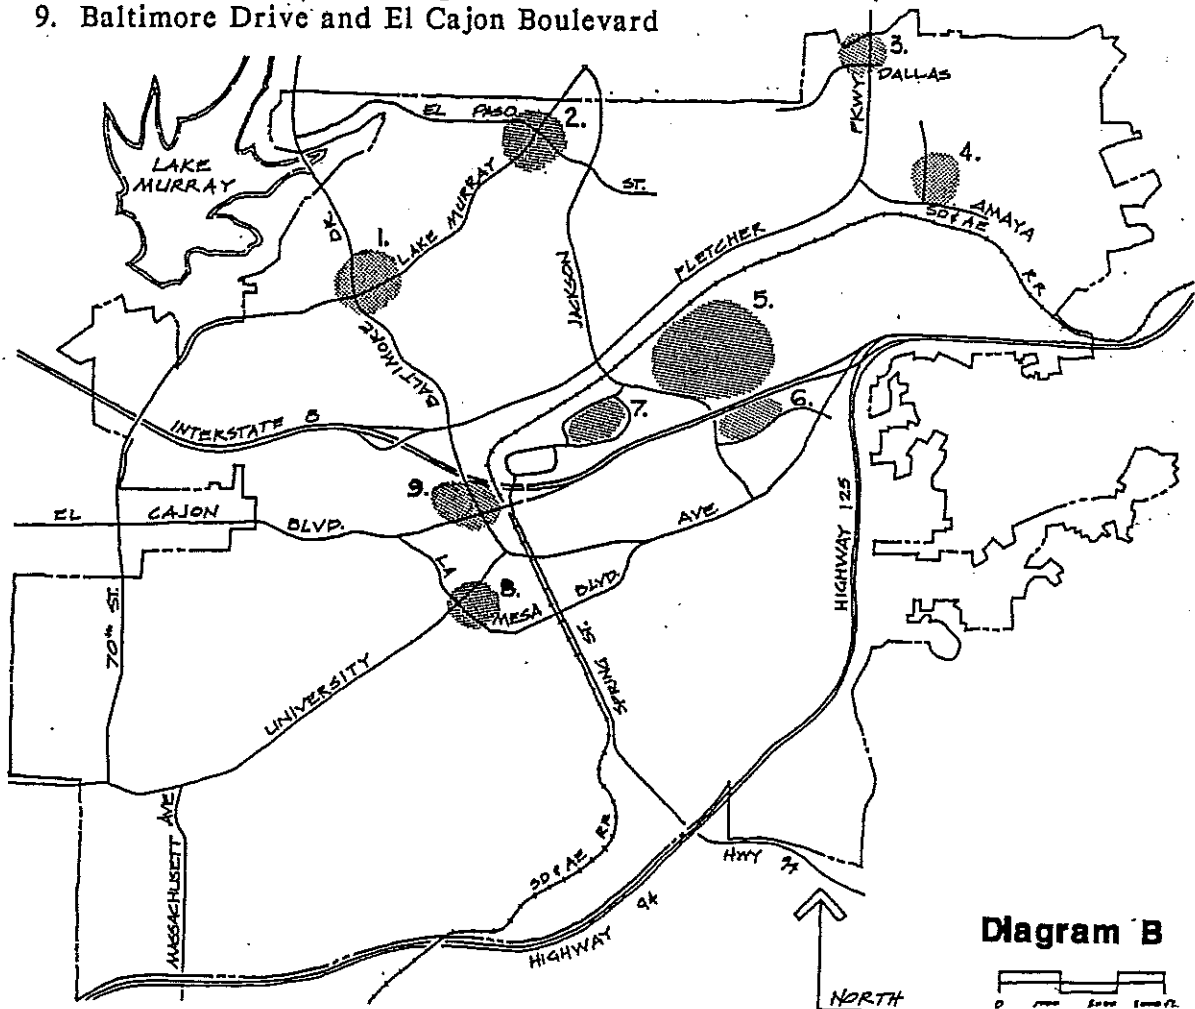 9. Baltimore Drive and El Cajon Boulevard
3.
DALLAS
PKWY
EL PASO
2.
ST.
LAKE
MURRAY
4.
AMAYA
SD & AE
R.R.
DR.
1.
LAKE MURRAY
FLETCHER
JACKSON
5.
BALTIMORE
INTERSTATE 8
7.
6.
9.
EL CAJON BLVD.
AVE.
HIGHWAY 125
LA
8.
MESA BLVD.
70TH ST.
SPRING ST.
UNIVERSITY
MASSACHUSETT AVE
SD & AE RR
HWY 94
HIGHWAY 94
Diagram B
NORTH
0